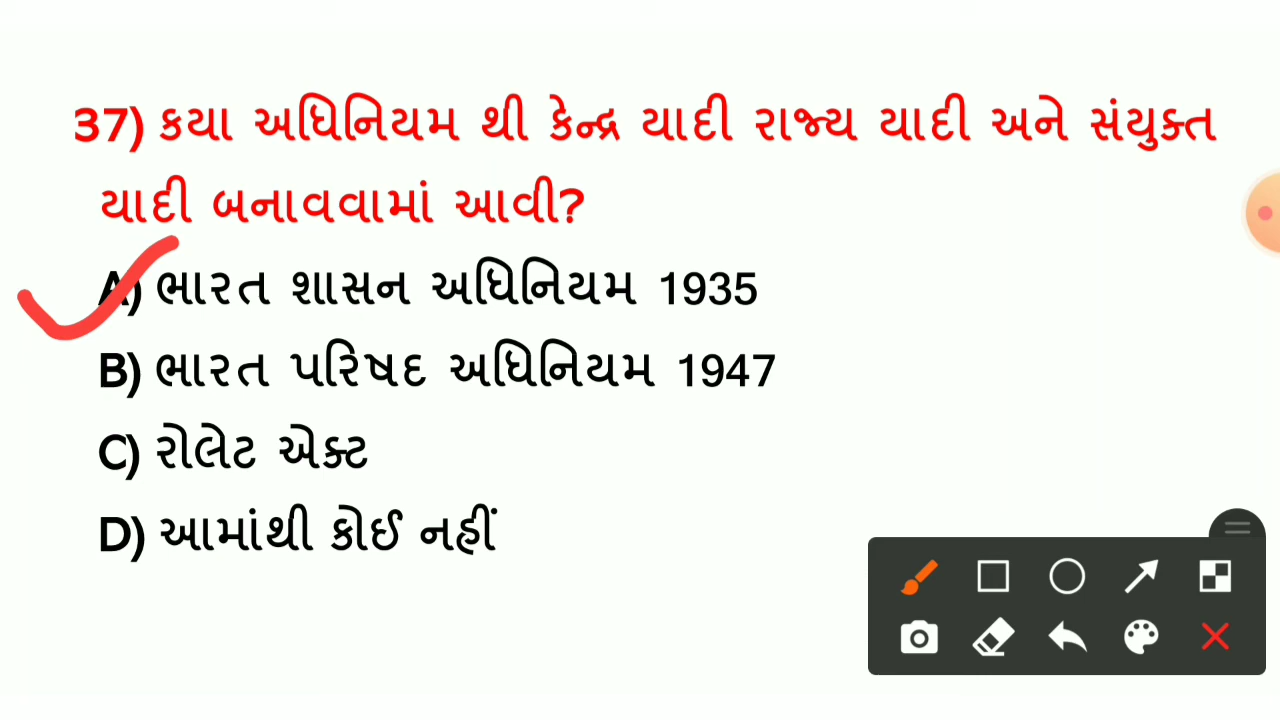 37) કયા અધિનિયમ થી કેન્દ્ર યાદી રાજ્ય યાદી અને સંયુક્ત
યાદી બનાવવામાં આવી?
A) ભારત શાસન અધિનિયમ 1935
B) ભારત પરિષદ અધિનિયમ 1947
C) રોલેટ એક્ટ
D) આમાંથી કોઈ નહીં